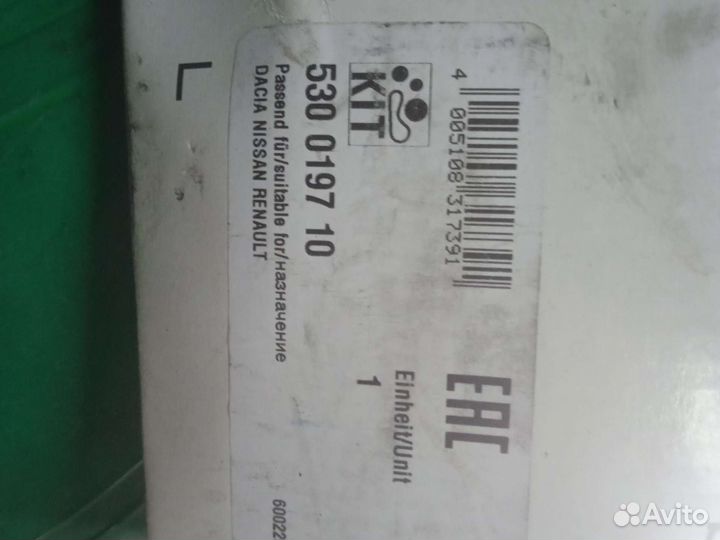 KIT
530 0197 10
Passend für/suitable for/назначение
DACIA NISSAN RENAULT
4 005108 317391
EAC
Einheit/Unit
1
60022
Avito